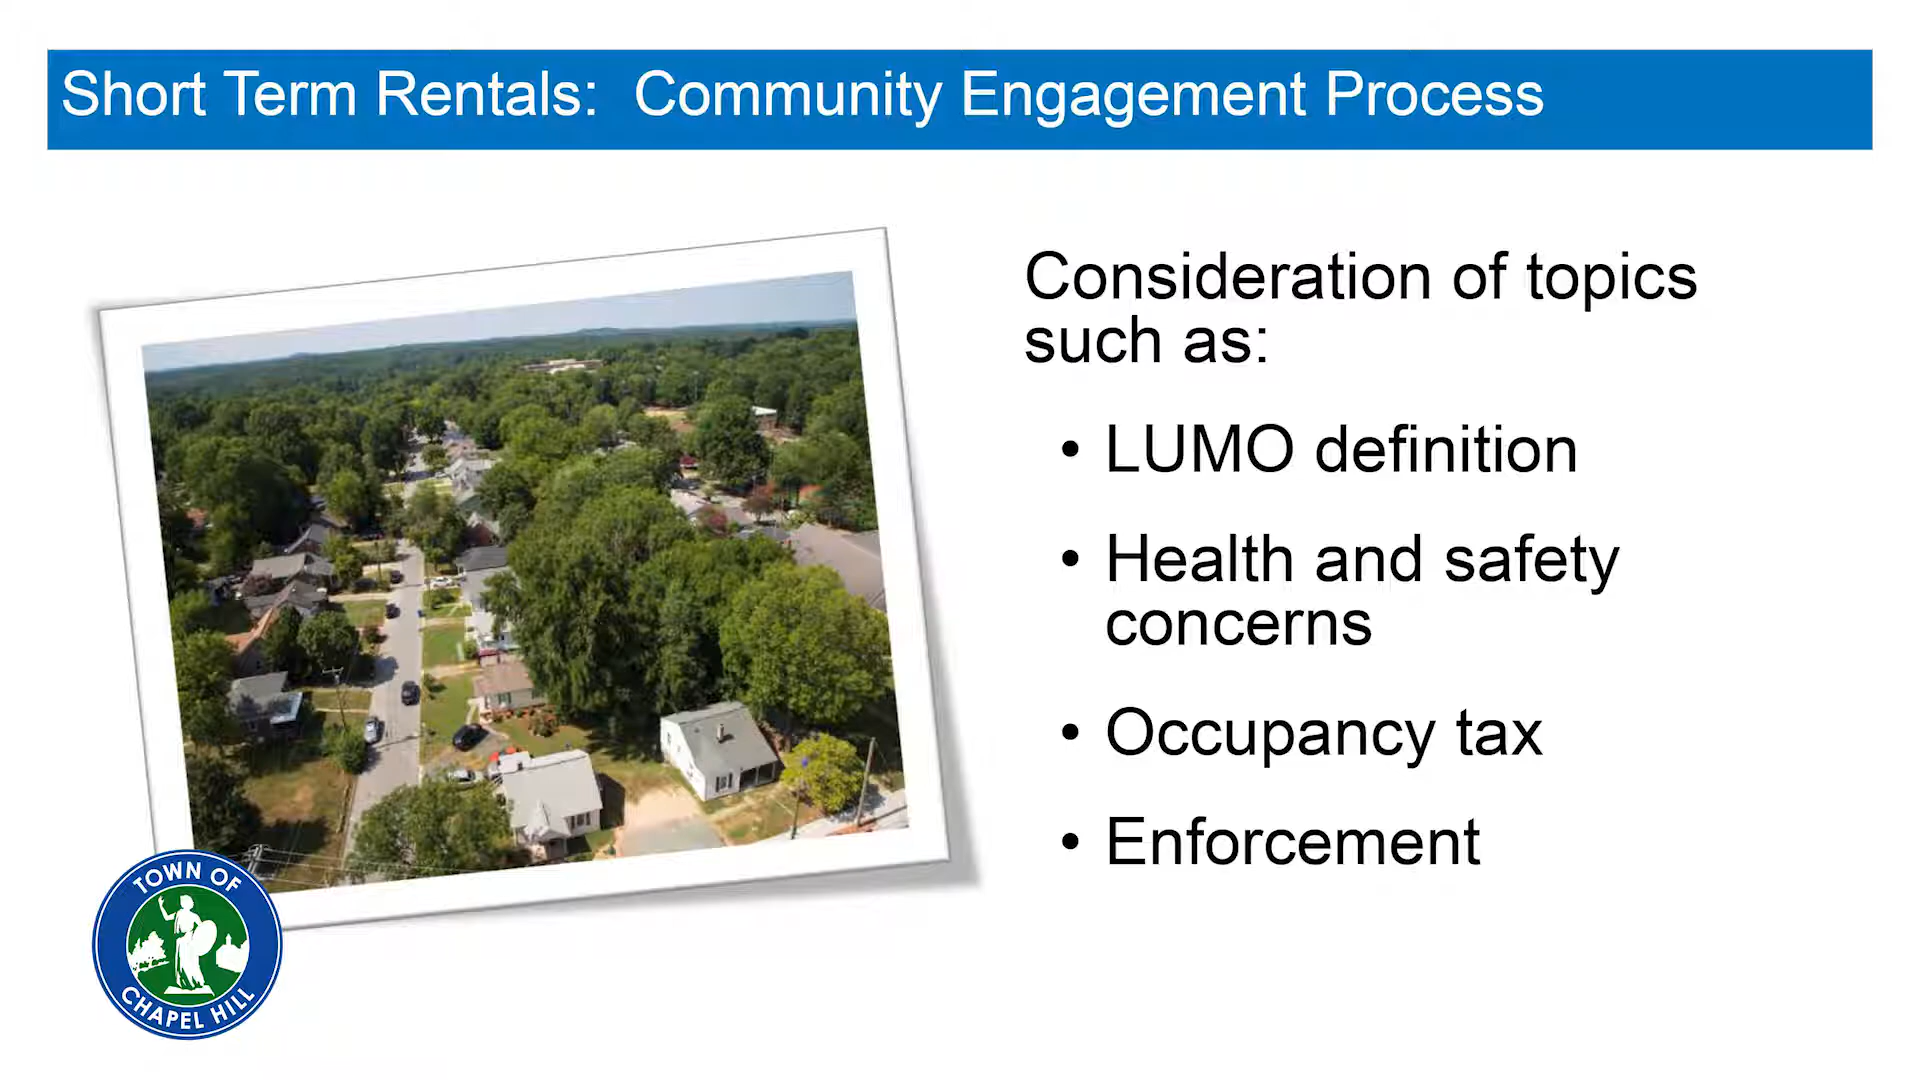 Short Term Rentals: Community Engagement Process
Consideration of topics
such as:
• LUMO definition
• Health and safety
concerns
• Occupancy tax
• Enforcement
TOWN OF
CHAPEL HILL